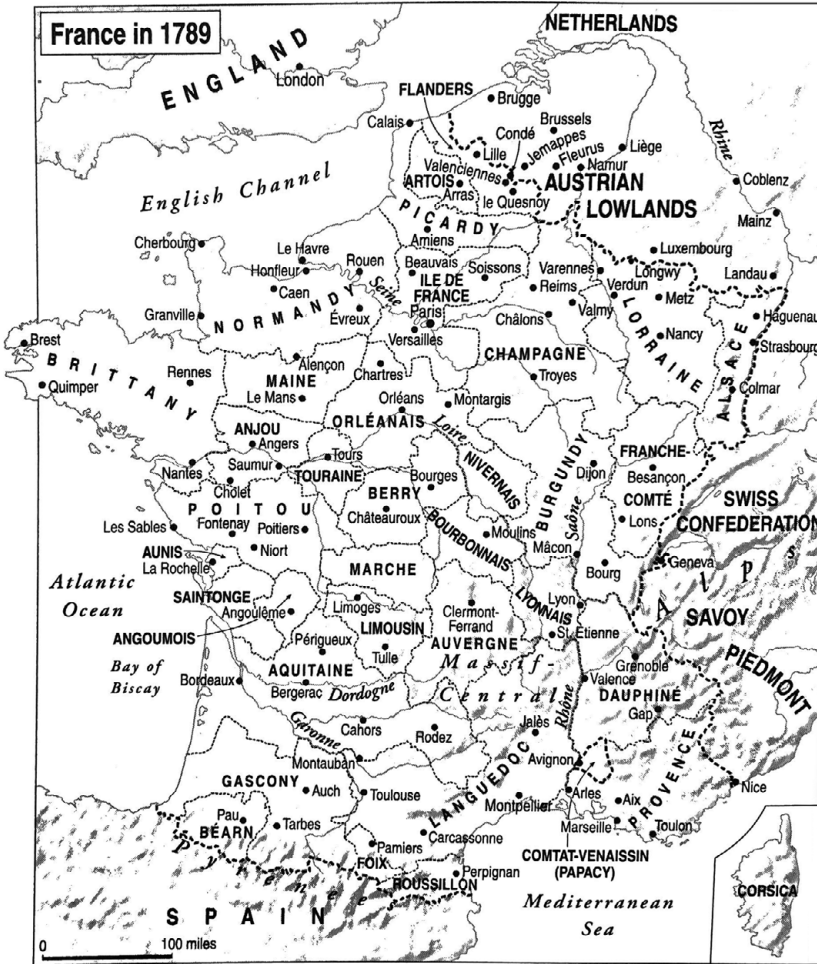 France in 1789
NETHERLANDS
ENGLAND
London
FLANDERS
Brugge
Calais
Condé
Brussels
Jemappes
Lille
Fleurus
Liège
Rhine
Valenciennes
Namur
ARTOIS
Arras
le Quesnoy
AUSTRIAN
LOWLANDS
Coblenz
Mainz
English Channel
PICARDY
Amiens
Cherbourg
Le Havre
Honfleur
Rouen
Beauvais
Soissons
ILE DE
FRANCE
Varennes
Luxembourg
Longwy
Landau
Verdun
Reims
Metz
Caen
Seine
Paris
Valmy
LORRAINE
Granville
NORMANDY
Évreux
Versailles
Châlons
Haguenau
Nancy
Strasbourg
ALSACE
Brest
BRITTANY
Alençon
Chartres
CHAMPAGNE
Quimper
Rennes
MAINE
Le Mans
Orléans
Montargis
Troyes
Colmar
ORLÉANAIS
Loire
ANJOU
Angers
Tours
NIVERNAIS
BURGUNDY
Dijon
FRANCHE-
COMTÉ
Besançon
Nantes
Saumur
TOURAINE
Cholet
Bourges
BERRY
Châteauroux
SWISS
CONFEDERATION
POITOU
Les Sables
Fontenay
Poitiers
Niort
BOURBONNAIS
Moulins
Saône
Lons
Mâcon
Geneva
Alps
AUNIS
La Rochelle
MARCHE
Bourg
Atlantic
Ocean
SAINTONGE
Angoulême
Limoges
LIMOUSIN
Clermont-
Ferrand
LYONNAIS
Lyon
SAVOY
ANGOUMOIS
Périgueux
Tulle
AUVERGNE
St. Étienne
PIEDMONT
Bay of
Biscay
Bordeaux
AQUITAINE
Bergerac
Dordogne
Massif-
Central
Grenoble
Valence
DAUPHINÉ
Rhône
Gap
Garonne
Cahors
Rodez
Jalès
Montauban
Avignon
PROVENCE
GASCONY
Auch
Toulouse
LANGUEDOC
Montpellier
Arles
Aix
Nice
Pau
BÉARN
Tarbes
Marseille
Toulon
Pamiers
Carcassonne
FOIX
COMTAT-VENAISSIN
(PAPACY)
Pyrenees
ROUSSILLON
Perpignan
Mediterranean
Sea
CORSICA
SPAIN
0
100 miles